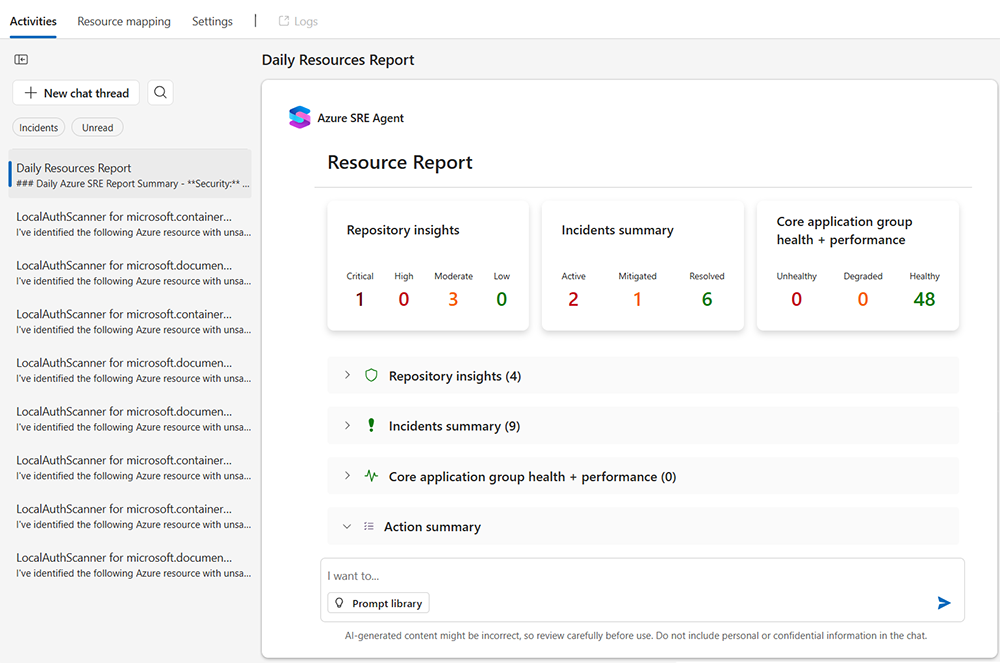 Activities Resource mapping Settings | Logs
Daily Resources Report
New chat thread
Incidents Unread
Daily Resources Report
### Daily Azure SRE Report Summary - **Security:** ...
LocalAuthScanner for microsoft.container...
I've identified the following Azure resource with unsa...
LocalAuthScanner for microsoft.documen...
I've identified the following Azure resource with unsa...
LocalAuthScanner for microsoft.container...
I've identified the following Azure resource with unsa...
LocalAuthScanner for microsoft.documen...
I've identified the following Azure resource with unsa...
LocalAuthScanner for microsoft.documen...
I've identified the following Azure resource with unsa...
LocalAuthScanner for microsoft.container...
I've identified the following Azure resource with unsa...
LocalAuthScanner for microsoft.container...
I've identified the following Azure resource with unsa...
LocalAuthScanner for microsoft.documen...
I've identified the following Azure resource with unsa...
Azure SRE Agent
Resource Report
Repository insights
Critical High Moderate Low
1 0 3 0
Incidents summary
Active Mitigated Resolved
2 1 6
Core application group
health + performance
Unhealthy Degraded Healthy
0 0 48
Repository insights (4)
Incidents summary (9)
Core application group health + performance (0)
Action summary
I want to...
Prompt library
AI-generated content might be incorrect, so review carefully before use. Do not include personal or confidential information in the chat.